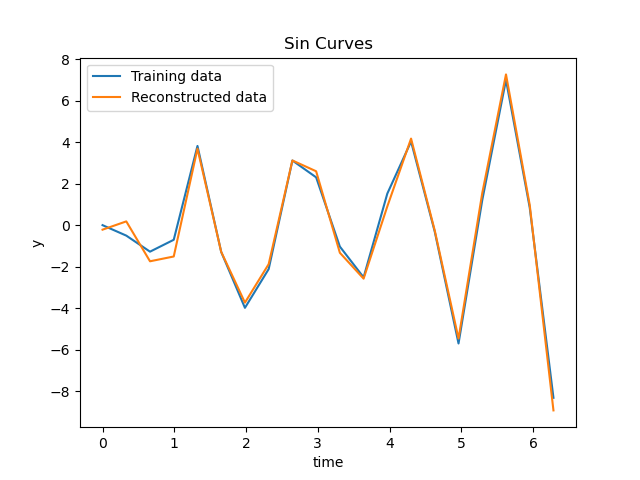 Sin Curves
Training data
Reconstructed data
8
6
4
2
0
−2
−4
−6
−8
y
0 1 2 3 4 5 6
time